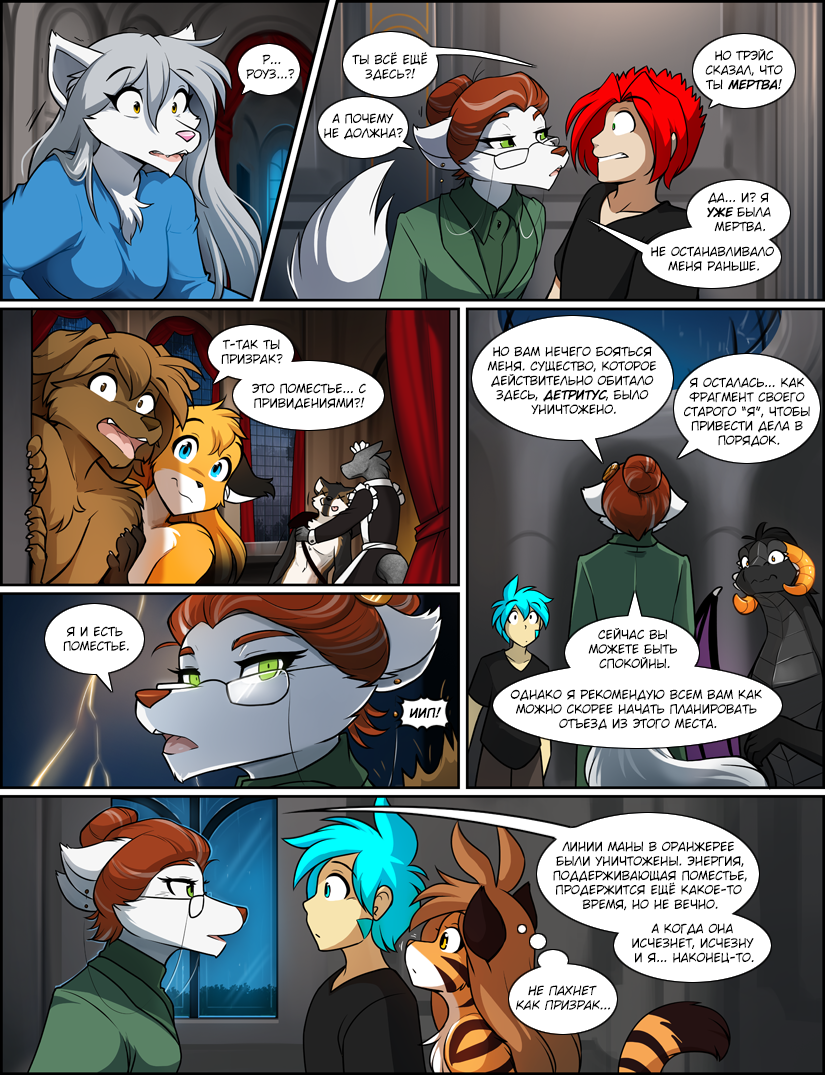 Р...
РОУЗ...?
ТЫ ВСЁ ЕЩЁ
ЗДЕСЬ?!
НО ТРЭЙС
СКАЗАЛ, ЧТО
ТЫ МЕРТВА!
А ПОЧЕМУ
НЕ ДОЛЖНА?
ДА... И? Я
УЖЕ БЫЛА
МЕРТВА.
НЕ ОСТАНАВЛИВАЛО
МЕНЯ РАНЬШЕ.
Т-ТАК ТЫ
ПРИЗРАК?
ЭТО ПОМЕСТЬЕ... С
ПРИВИДЕНИЯМИ?!
НО ВАМ НЕЧЕГО БОЯТЬСЯ
МЕНЯ. СУЩЕСТВО, КОТОРОЕ
ДЕЙСТВИТЕЛЬНО ОБИТАЛО
ЗДЕСЬ, ДЕТРИТУС, БЫЛО
УНИЧТОЖЕНО.
Я ОСТАЛАСЬ... КАК
ФРАГМЕНТ СВОЕГО
СТАРОГО "Я", ЧТОБЫ
ПРИВЕСТИ ДЕЛА В
ПОРЯДОК.
СЕЙЧАС ВЫ
МОЖЕТЕ БЫТЬ
СПОКОЙНЫ.
ОДНАКО Я РЕКОМЕНДУЮ ВСЕМ ВАМ КАК
МОЖНО СКОРЕЕ НАЧАТЬ ПЛАНИРОВАТЬ
ОТЪЕЗД ИЗ ЭТОГО МЕСТА.
Я И ЕСТЬ
ПОМЕСТЬЕ.
ИИП!
ЛИНИИ МАНЫ В ОРАНЖЕРЕЕ
БЫЛИ УНИЧТОЖЕНЫ. ЭНЕРГИЯ,
ПОДДЕРЖИВАЮЩАЯ ПОМЕСТЬЕ,
ПРОДЕРЖИТСЯ ЕЩЁ КАКОЕ-ТО
ВРЕМЯ, НО НЕ ВЕЧНО.
А КОГДА ОНА
ИСЧЕЗНЕТ, ИСЧЕЗНУ
И Я... НАКОНЕЦ-ТО.
НЕ ПАХНЕТ
КАК ПРИЗРАК...